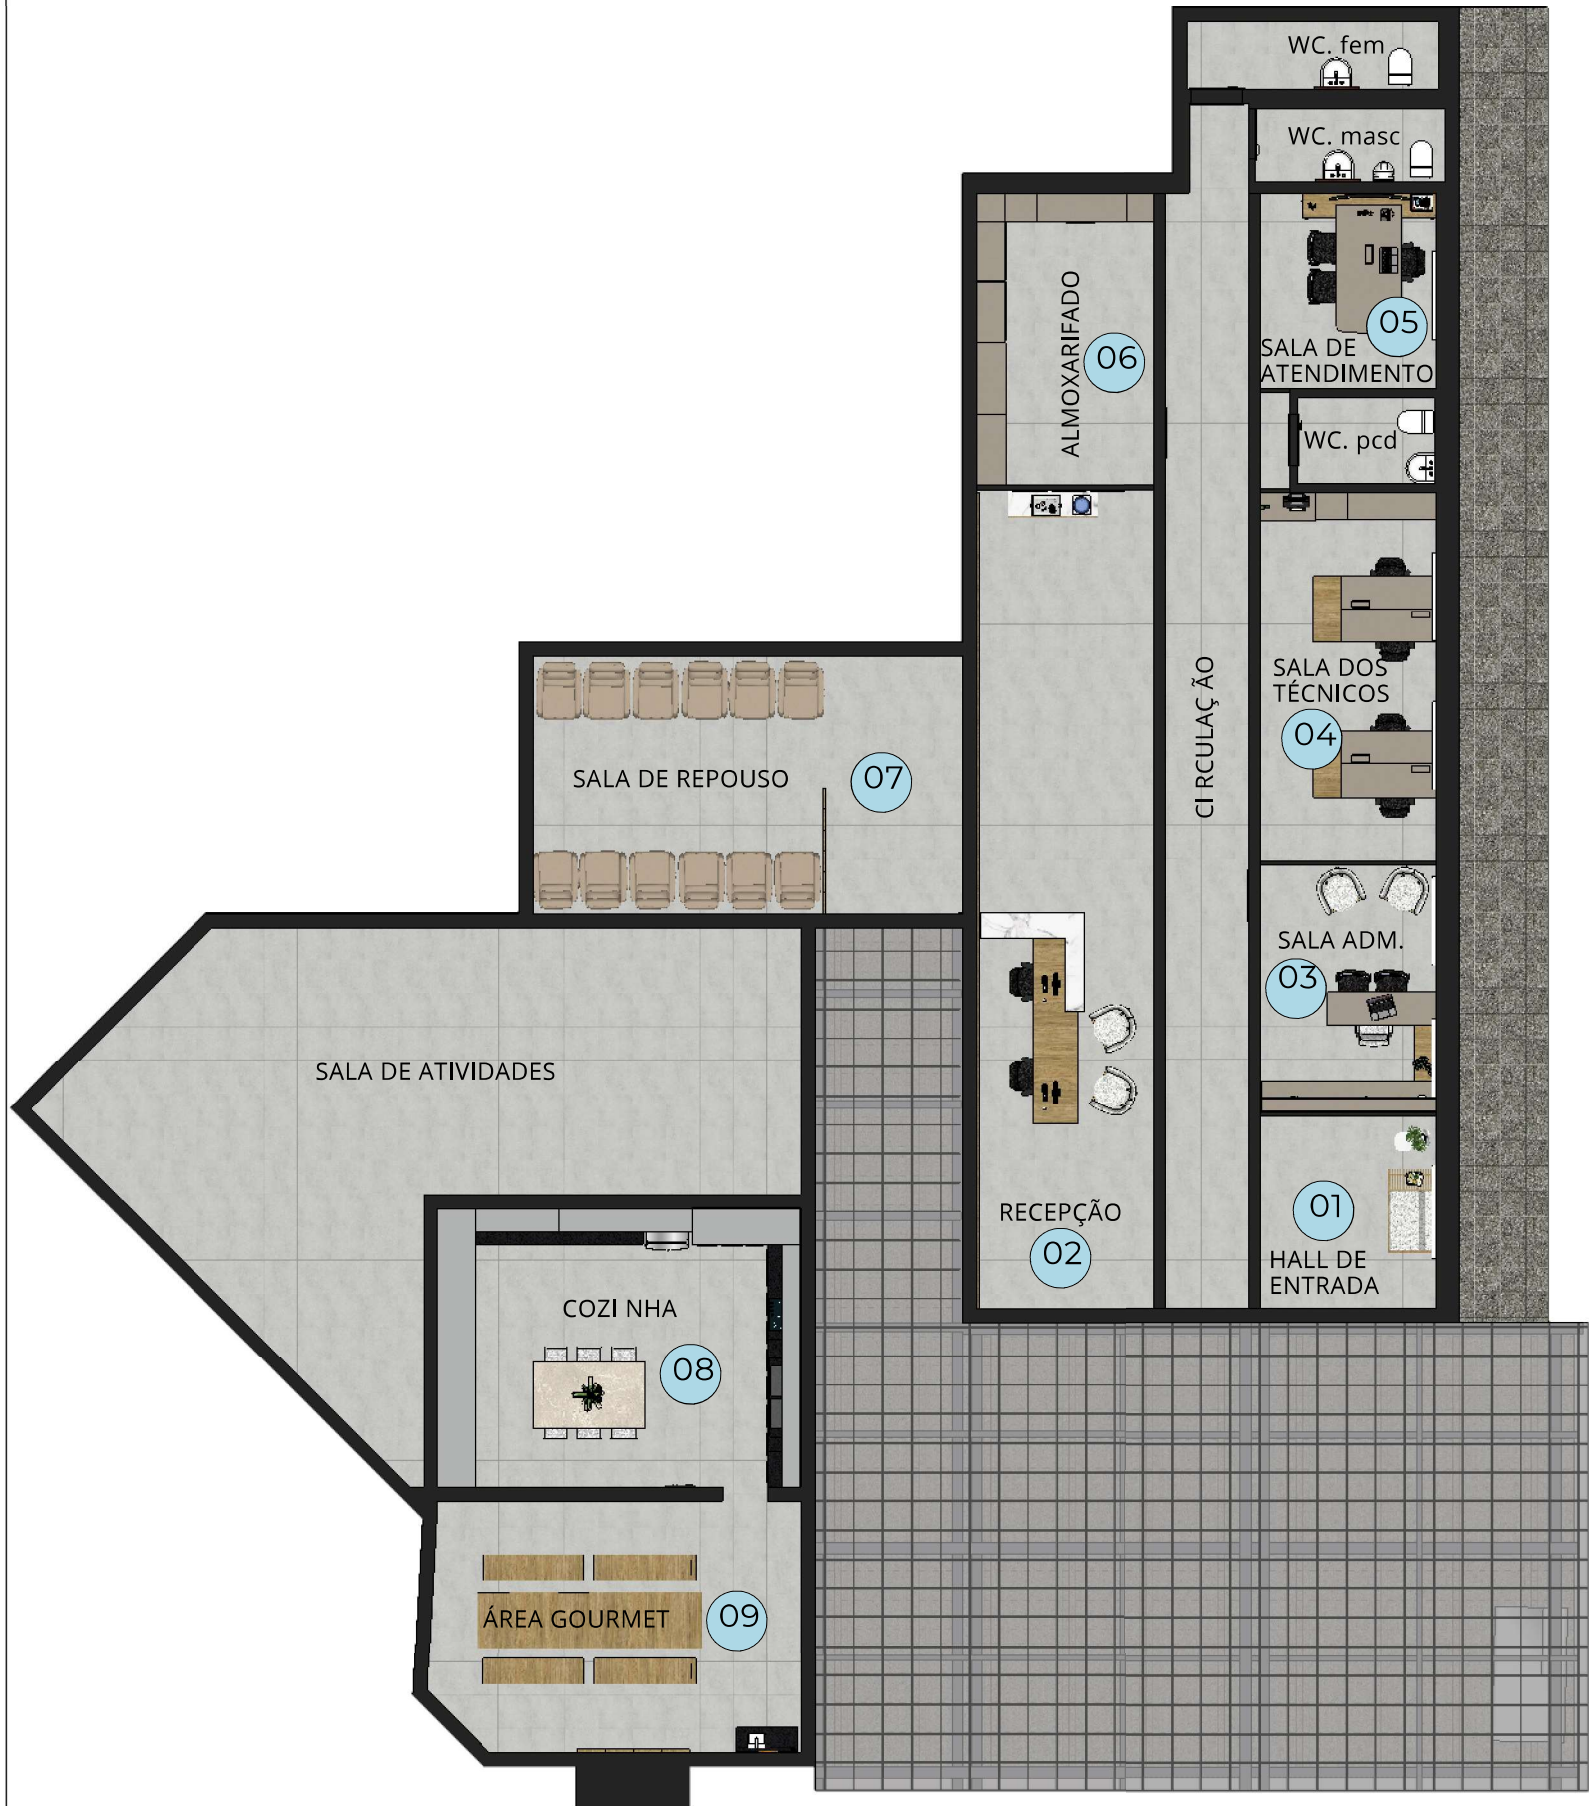 WC. fem
WC. masc
05
SALA DE
ATENDIMENTO
ALMOXARIFADO
06
WC. pcd
SALA DOS
TÉCNICOS
04
CI RCULAÇ ÃO
SALA DE REPOUSO
07
SALA ADM.
03
SALA DE ATIVIDADES
RECEPÇÃO
02
01
HALL DE
ENTRADA
COZI NHA
08
ÁREA GOURMET
09